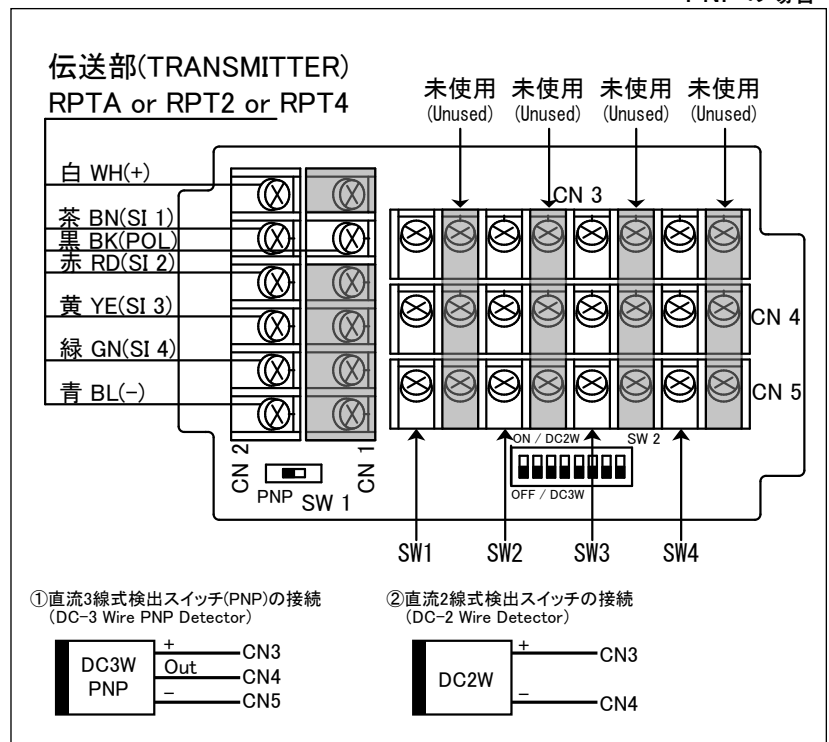 PNP の場合
伝送部(TRANSMITTER)
RPTA or RPT2 or RPT4
未使用 未使用 未使用 未使用
(Unused) (Unused) (Unused) (Unused)
白 WH(+)
茶 BN(SI 1)
黒 BK(POL)
赤 RD(SI 2)
黄 YE(SI 3)
緑 GN(SI 4)
青 BL(-)
CN 3
CN 4
CN 5
CN 2
CN 1
PNP
SW 1
ON / DC2W
SW 2
OFF / DC3W
SW1 SW2 SW3 SW4
①直流3線式検出スイッチ(PNP)の接続
(DC-3 Wire PNP Detector)
DC3W
PNP
+
CN3
Out
CN4
-
CN5
②直流2線式検出スイッチの接続
(DC-2 Wire Detector)
DC2W
+
CN3
-
CN4